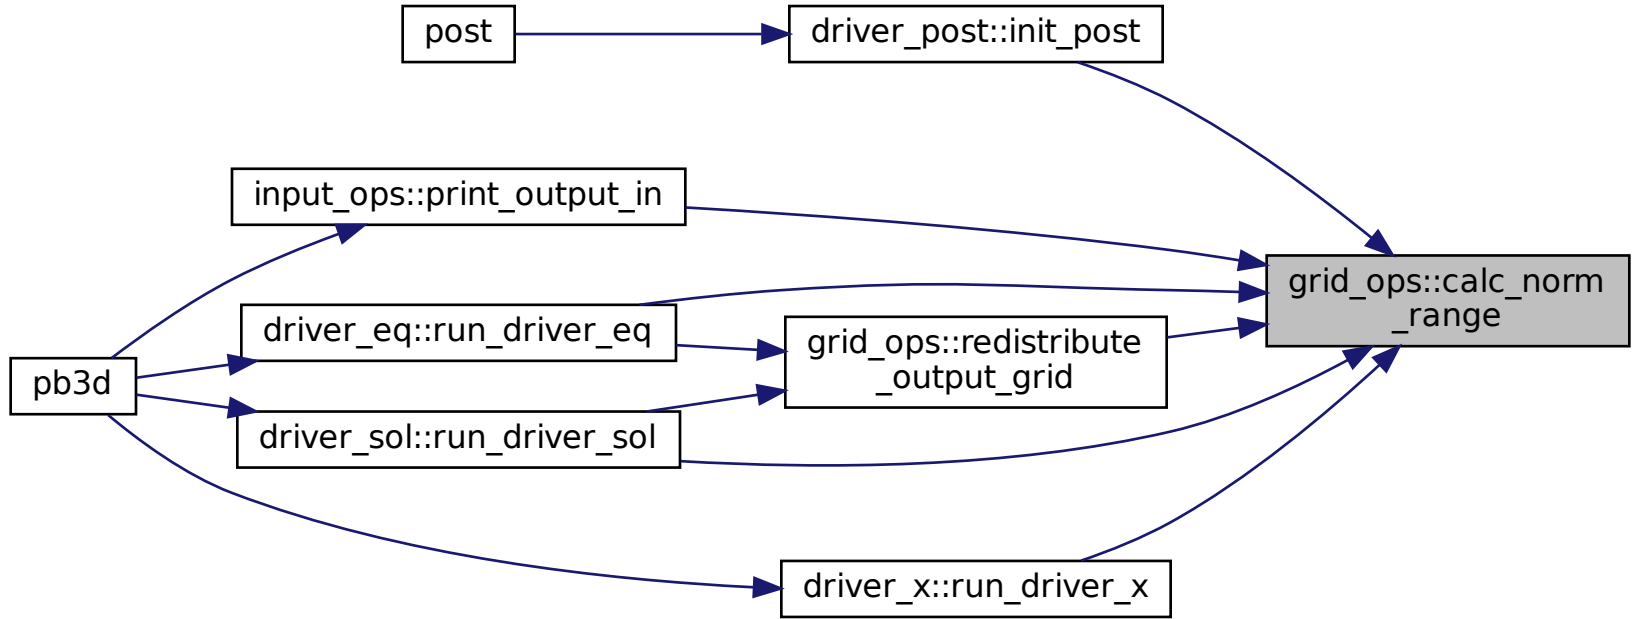 post
driver_post::init_post
input_ops::print_output_in
grid_ops::calc_norm
_range
driver_eq::run_driver_eq
grid_ops::redistribute
_output_grid
pb3d
driver_sol::run_driver_sol
driver_x::run_driver_x